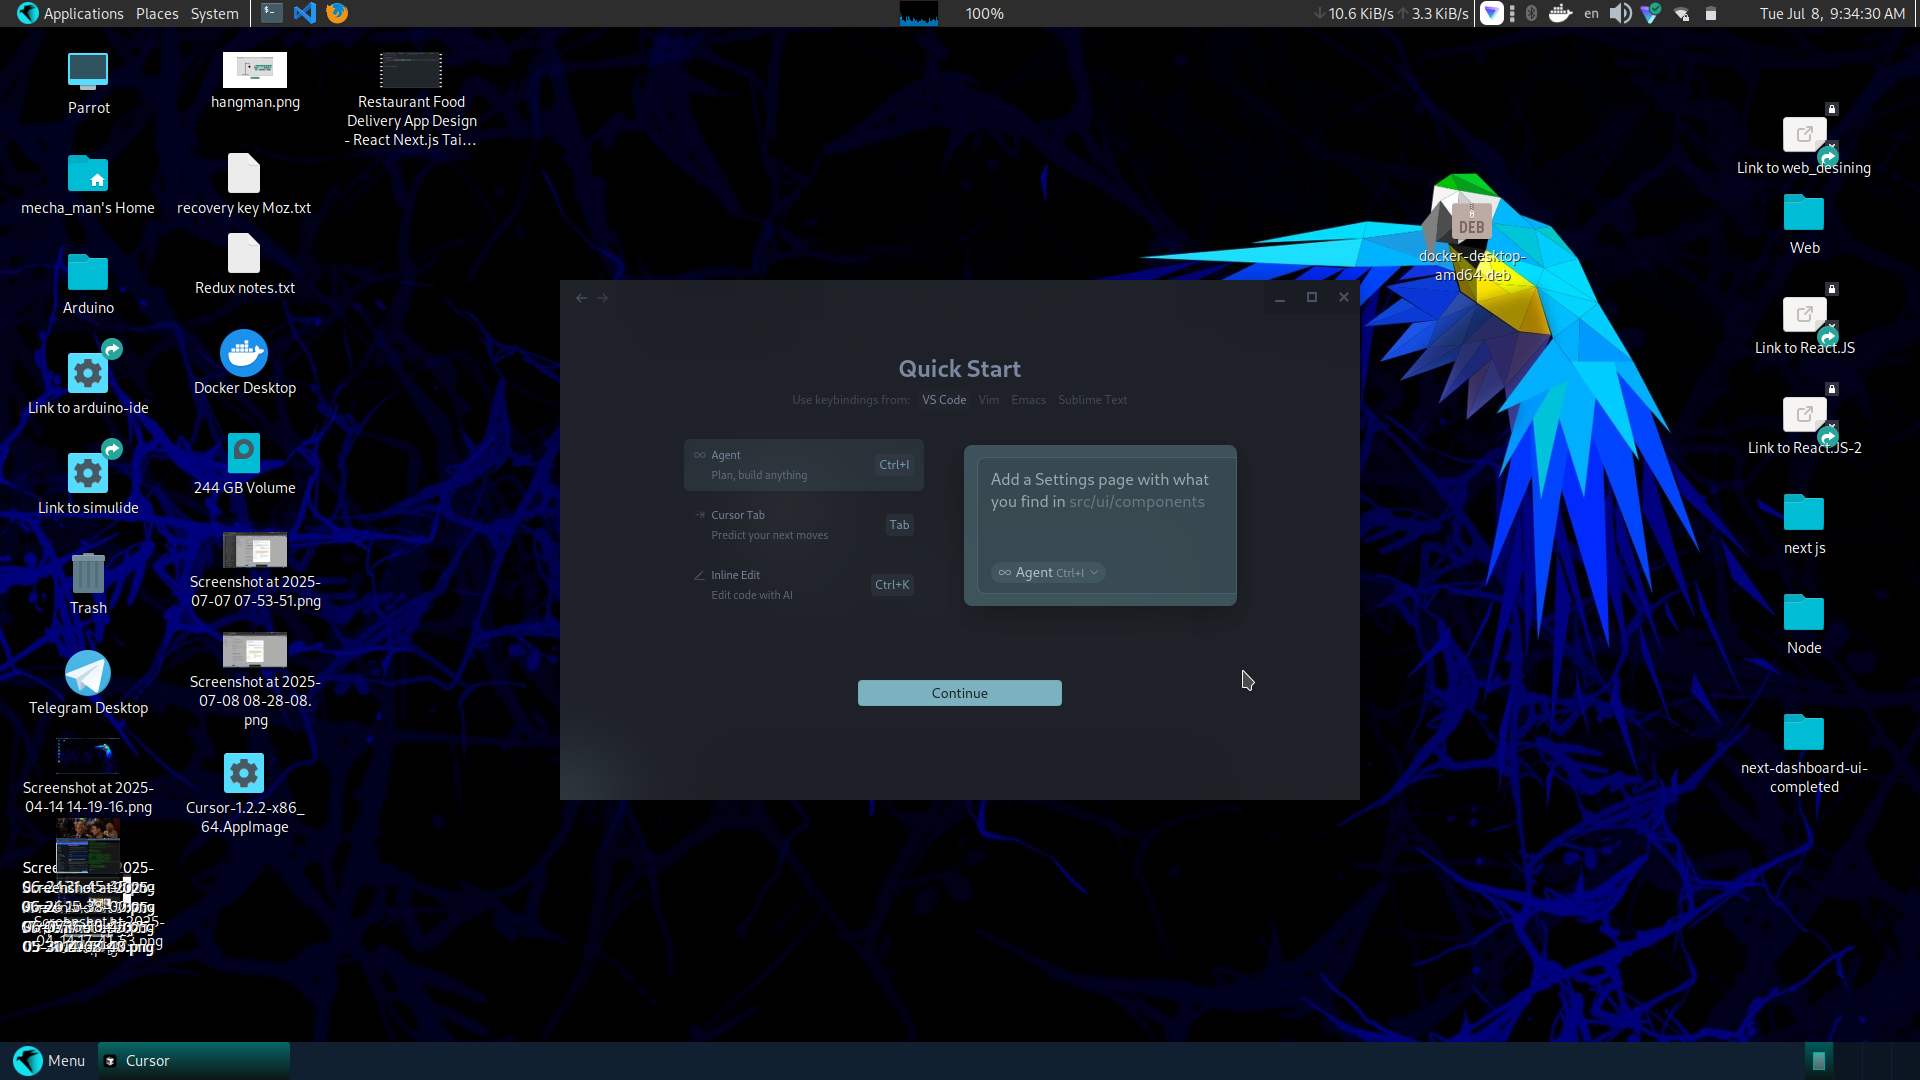 Applications Places System
100%
10.6 KiB/s 3.3 KiB/s
en
Tue Jul 8, 9:34:30 AM
Parrot
mecha_man's Home
Arduino
Link to arduino-ide
Link to simulide
Trash
Telegram Desktop
Screenshot at 2025-
04-14 14-19-16.png
hangman.png
recovery key Moz.txt
Redux notes.txt
Docker Desktop
244 GB Volume
Screenshot at 2025-
07-07 07-53-51.png
Screenshot at 2025-
07-08 08-28-08.
png
Cursor-1.2.2-x86_
64.AppImage
Restaurant Food
Delivery App Design
- React Next.js Tai...
Quick Start
Use keybindings from: VS Code Vim Emacs Sublime Text
Agent
Plan, build anything
Ctrl+I
Cursor Tab
Predict your next moves
Tab
Inline Edit
Edit code with AI
Ctrl+K
Add a Settings page with what
you find in src/ui/components
Agent Ctrl+I
Continue
DEB
docker-desktop-
amd64.deb
Link to web_desining
Web
Link to React.JS
Link to React.JS-2
next js
Node
next-dashboard-ui-
completed
Menu
Cursor